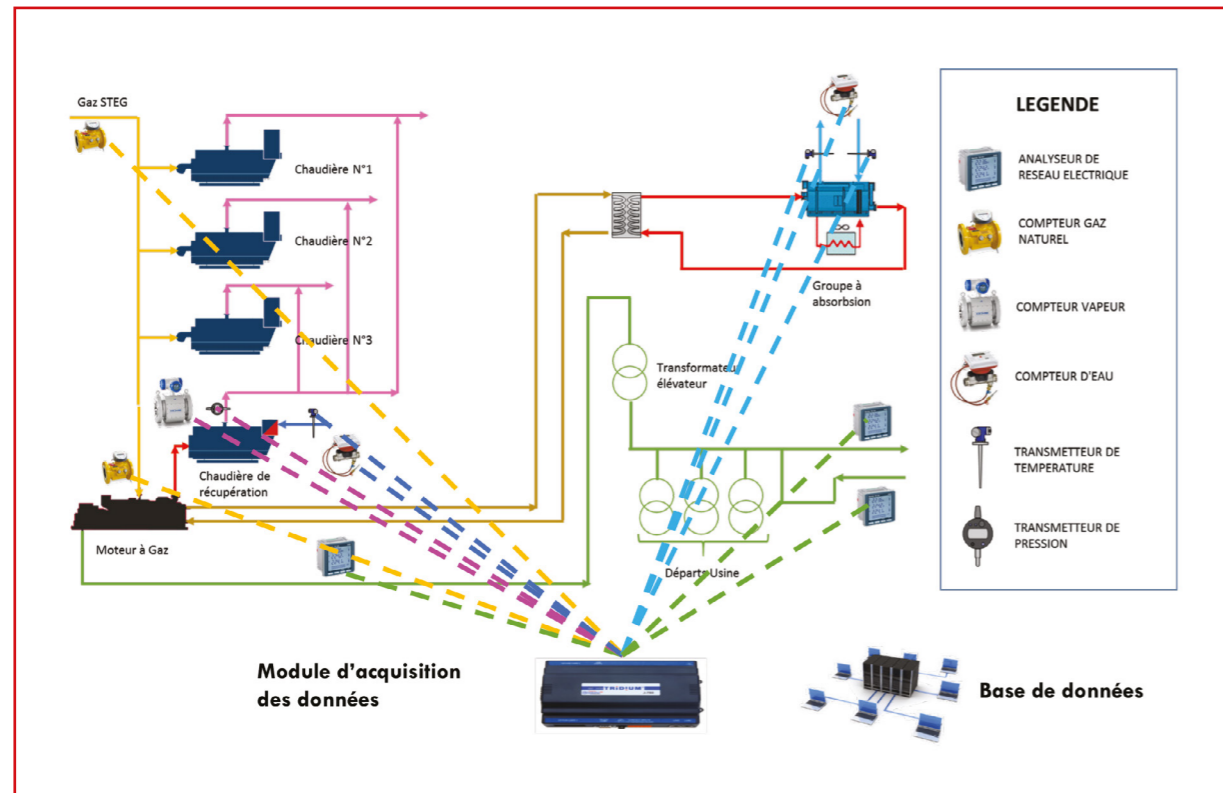 Gaz STEG
Chaudière N°1
Chaudière N°2
Chaudière N°3
Chaudière de
récupération
Moteur à Gaz
Groupe à
absorbsion
Transformateur
élévateur
Départs Usine
Module d'acquisition
des données
TRIDIUM
Base de données
LEGENDE
ANALYSEUR DE
RESEAU ELECTRIQUE
COMPTEUR GAZ
NATUREL
COMPTEUR VAPEUR
COMPTEUR D'EAU
TRANSMETTEUR DE
TEMPERATURE
TRANSMETTEUR DE
PRESSION